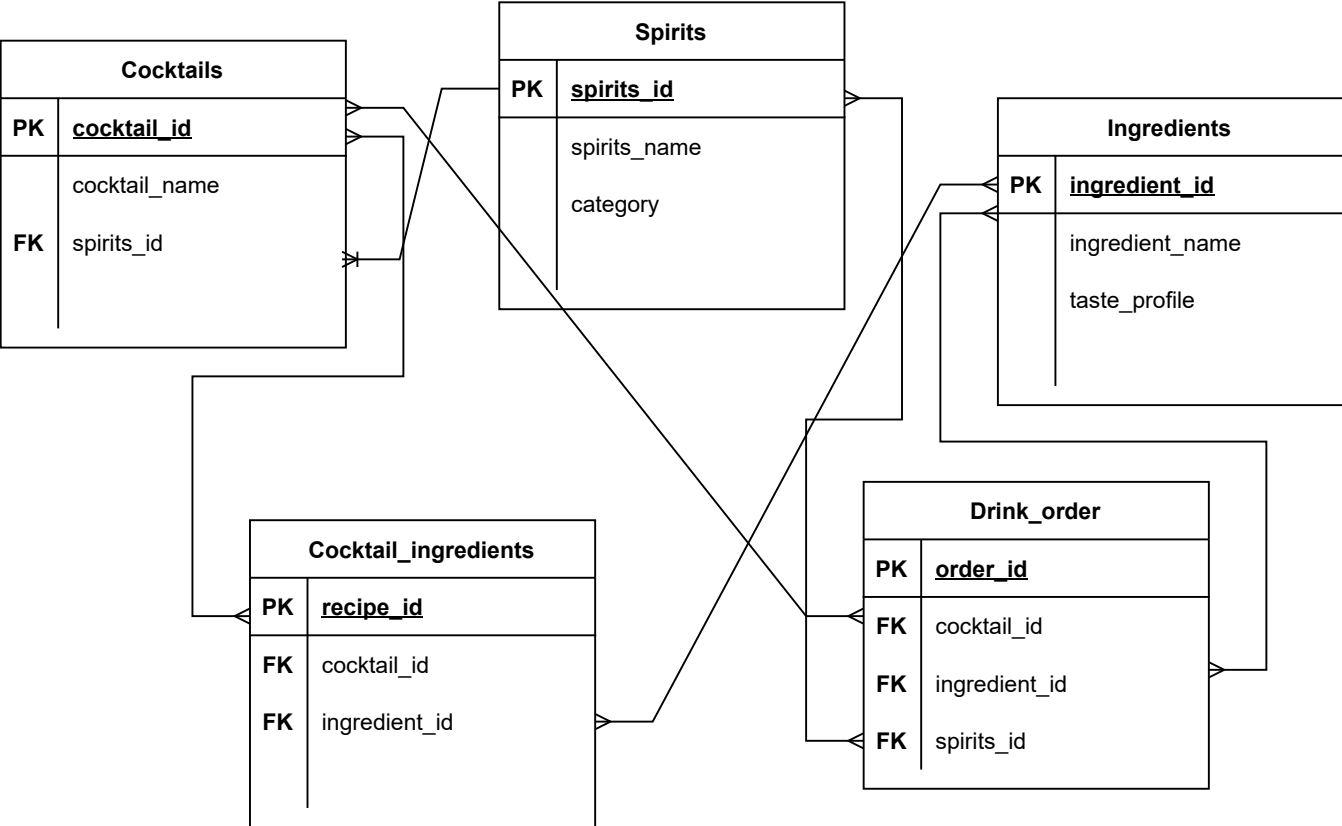 Cocktails
PK cocktail_id
cocktail_name
FK spirits_id
Spirits
PK spirits_id
spirits_name
category
Ingredients
PK ingredient_id
ingredient_name
taste_profile
Cocktail_ingredients
PK recipe_id
FK cocktail_id
FK ingredient_id
Drink_order
PK order_id
FK cocktail_id
FK ingredient_id
FK spirits_id